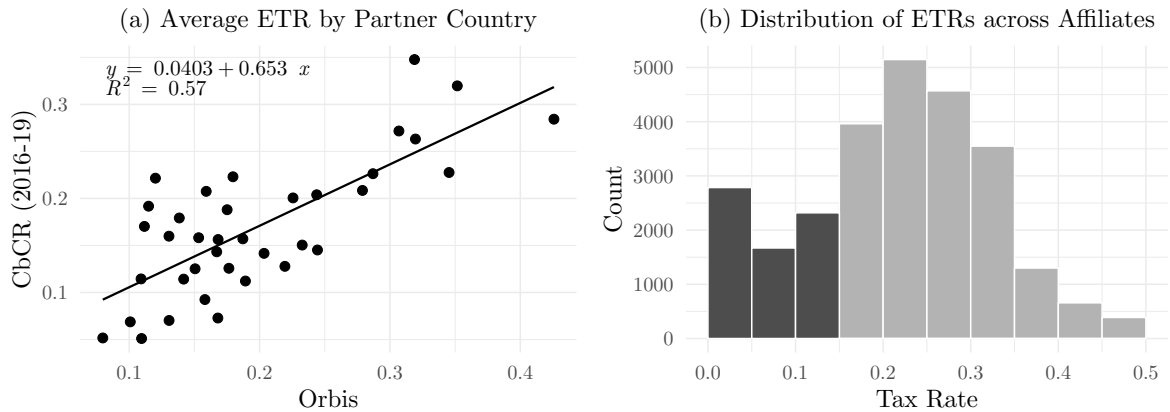 (a) Average ETR by Partner Country
y = 0.0403 + 0.653 x
R² = 0.57
0.3
0.2
0.1
CbCR (2016-19)
0.1 0.2 0.3 0.4
Orbis
(b) Distribution of ETRs across Affiliates
5000
4000
3000
2000
1000
0
Count
0.0 0.1 0.2 0.3 0.4 0.5
Tax Rate